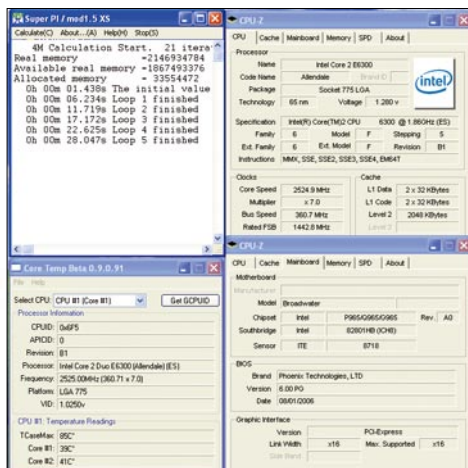 Super PI / mod1.5 XS
Calculate(C) About...(A) Help(H) Stop(S)
4M Calculation Start. 21 itera
Real memory =2146934784
Available real memory =1867493376
Allocated memory = 33554472
0h 00m 01.438s The initial value
0h 00m 06.234s Loop 1 finished
0h 00m 11.719s Loop 2 finished
0h 00m 17.172s Loop 3 finished
0h 00m 22.625s Loop 4 finished
0h 00m 28.047s Loop 5 finished
CPU-Z
CPU Cache Mainboard Memory SPD About
Processor
Name Intel Core 2 E6300
Code Name Allendale Brand ID
Package Socket 775 LGA
Technology 65 nm Voltage 1.280 v
intel
Specification Intel(R) Core(TM)2 CPU 6300 @ 1.86GHz (ES)
Family 6 Model F Stepping 5
Ext. Family 6 Ext. Model F Revision B1
Instructions MMX, SSE, SSE2, SSE3, SSSE4, EM64T
Clocks
Core Speed 2524.9 MHz
Multiplier x 7.0
Bus Speed 360.7 MHz
Rated FSB 1442.8 MHz
Cache
L1 Data 2 x 32 KBytes
L1 Code 2 x 32 KBytes
Level 2 2048 KBytes
Level 3
Core Temp Beta 0.9.0.91
File Help
Select CPU: CPU #1 (Core #1) Get GCPUID
Processor Information
CPUID: 0x6F5
APICID: 0
Revision: B1
Processor: Intel Core 2 Duo E6300 (Allendale) (ES)
Frequency: 2525.00MHz (360.71 x 7.0)
Platform: LGA 775
VID: 1.0250v
CPU #1: Temperature Readings
TCaseMax: 85C°
Core #1: 39C°
Core #2: 41C°
CPU-Z
CPU Cache Mainboard Memory SPD About
Motherboard
Manufacturer
Model Broadwater
Chipset Intel P965/Q965/G965 Rev. A0
Southbridge Intel 82801HB (ICH8)
Sensor ITE 8718
BIOS
Brand Phoenix Technologies, LTD
Version 6.00 PG
Date 08/01/2006
Graphic Interface
Version PCI-Express
Link Width x16 Max. Supported x16
Side Band